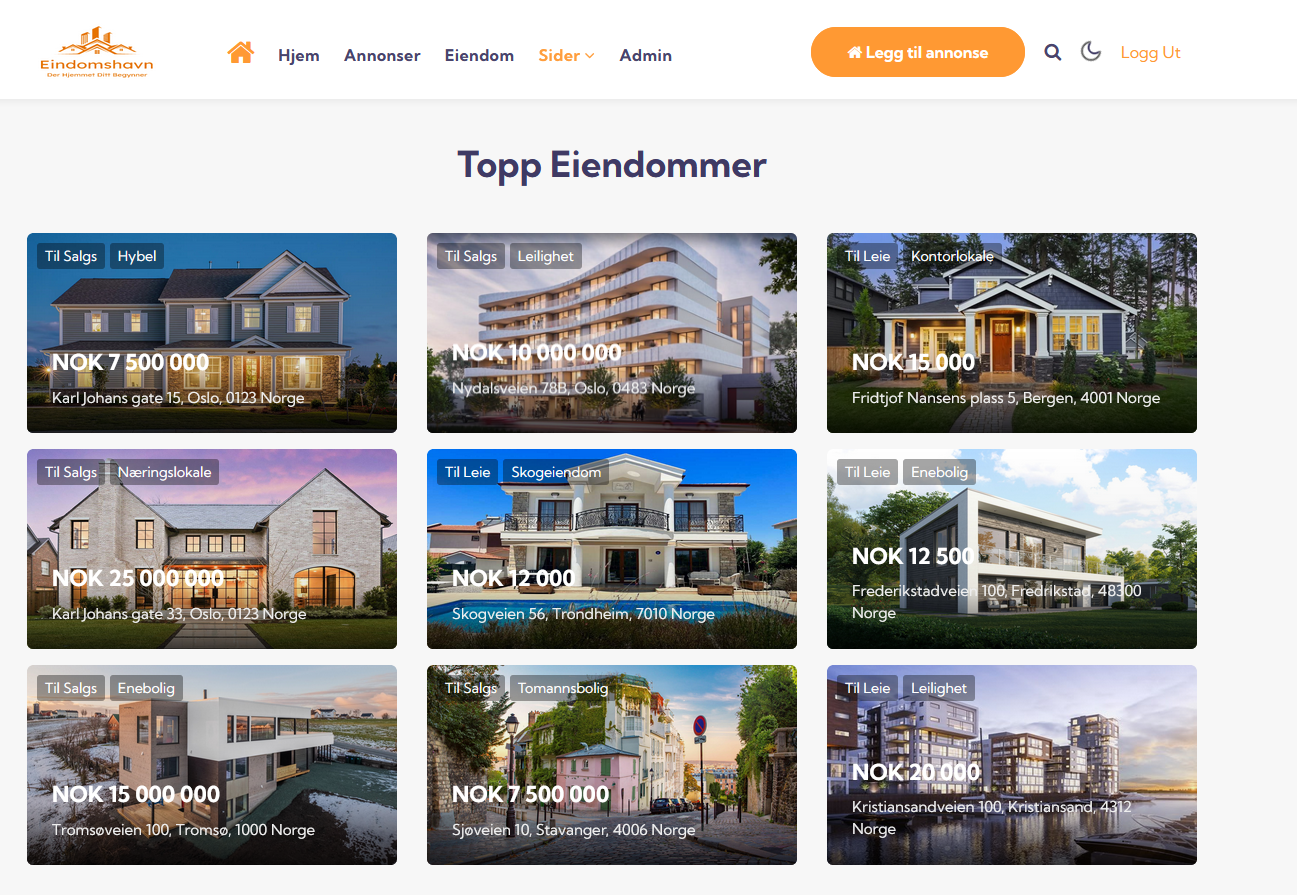 Eindomshavn
Der Hjemmet Ditt Begynner
Hjem Annonser Eiendom Sider Admin
Legg til annonse
Logg Ut
Topp Eiendommer
Til Salgs Hybel
NOK 7 500 000
Karl Johans gate 15, Oslo, 0123 Norge
Til Salgs Leilighet
NOK 10 000 000
Nydalsveien 78B, Oslo, 0483 Norge
Til Leie Kontorlokale
NOK 15 000
Fridtjof Nansens plass 5, Bergen, 4001 Norge
Til Salgs Næringslokale
NOK 25 000 000
Karl Johans gate 33, Oslo, 0123 Norge
Til Leie Skogeiendom
NOK 12 000
Skogveien 56, Trondheim, 7010 Norge
Til Leie Enebolig
NOK 12 500
Frederikstadveien 100, Fredrikstad, 48300
Norge
Til Salgs Enebolig
NOK 15 000 000
Tromsøveien 100, Tromsø, 1000 Norge
Til Salgs Tomannsbolig
NOK 7 500 000
Sjøveien 10, Stavanger, 4006 Norge
Til Leie Leilighet
NOK 20 000
Kristiansandveien 100, Kristiansand, 4312
Norge